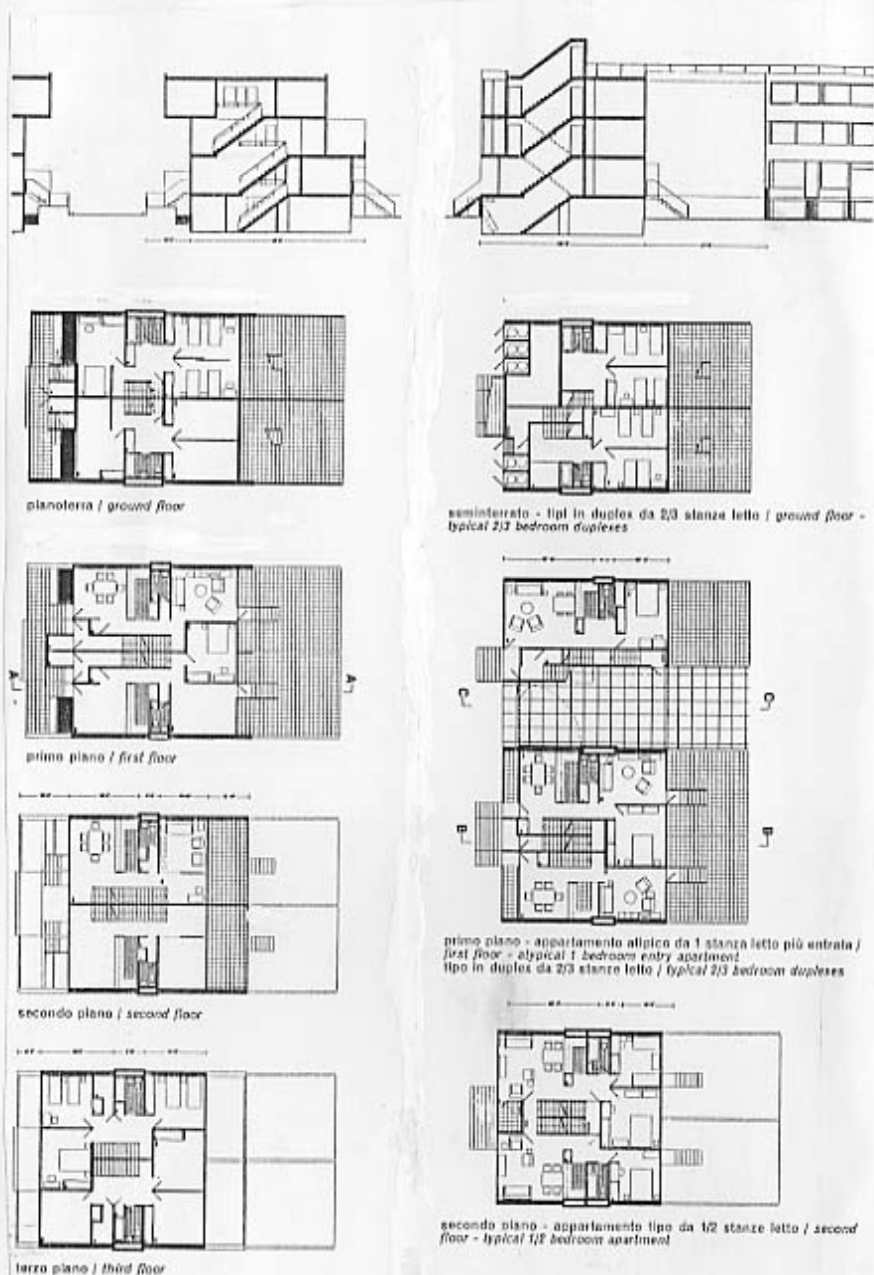 pianoterra / ground floor
A
A
primo piano / first floor
secondo piano / second floor
terzo piano / third floor
seminterrato - tipi in duplex da 2/3 stanze letto / ground floor -
typical 2/3 bedroom duplexes
C
C
B
B
primo piano - appartamento atipico da 1 stanza letto più entrata /
first floor - atypical 1 bedroom entry apartment
tipo in duplex da 2/3 stanze letto / typical 2/3 bedroom duplexes
secondo piano - appartamento tipo da 1/2 stanze letto / second
floor - typical 1/2 bedroom apartment